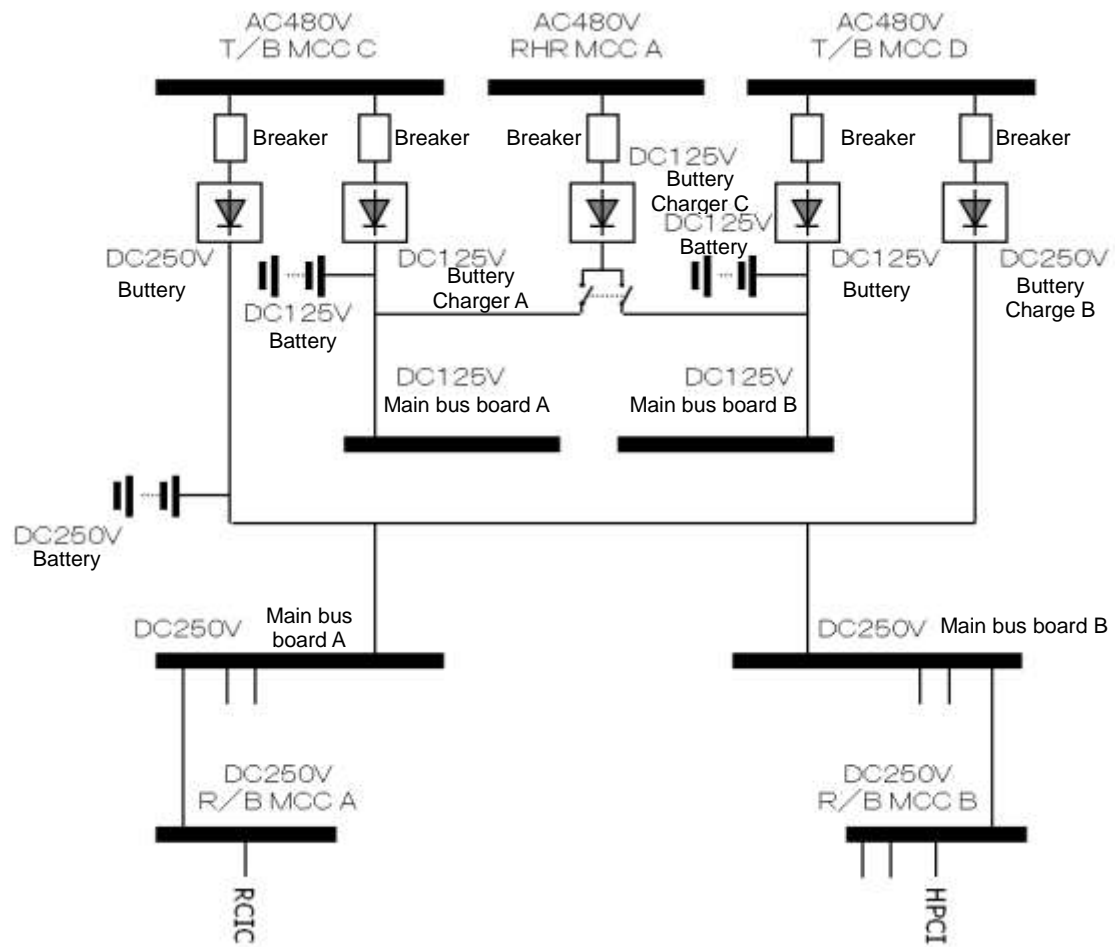 AC480V
T/B MCC C
AC480V
RHR MCC A
AC480V
T/B MCC D
Breaker
Breaker
Breaker
Breaker
Breaker
DC125V
Buttery
Charger C
DC250V
Buttery
DC125V
Buttery
Charger A
DC125V
Battery
DC125V
Battery
DC125V
Buttery
DC250V
Buttery
Charge B
DC125V
Main bus board A
DC125V
Main bus board B
DC250V
Battery
DC250V
Main bus
board A
DC250V
Main bus board B
DC250V
R/B MCC A
DC250V
R/B MCC B
RCIC
HPCI